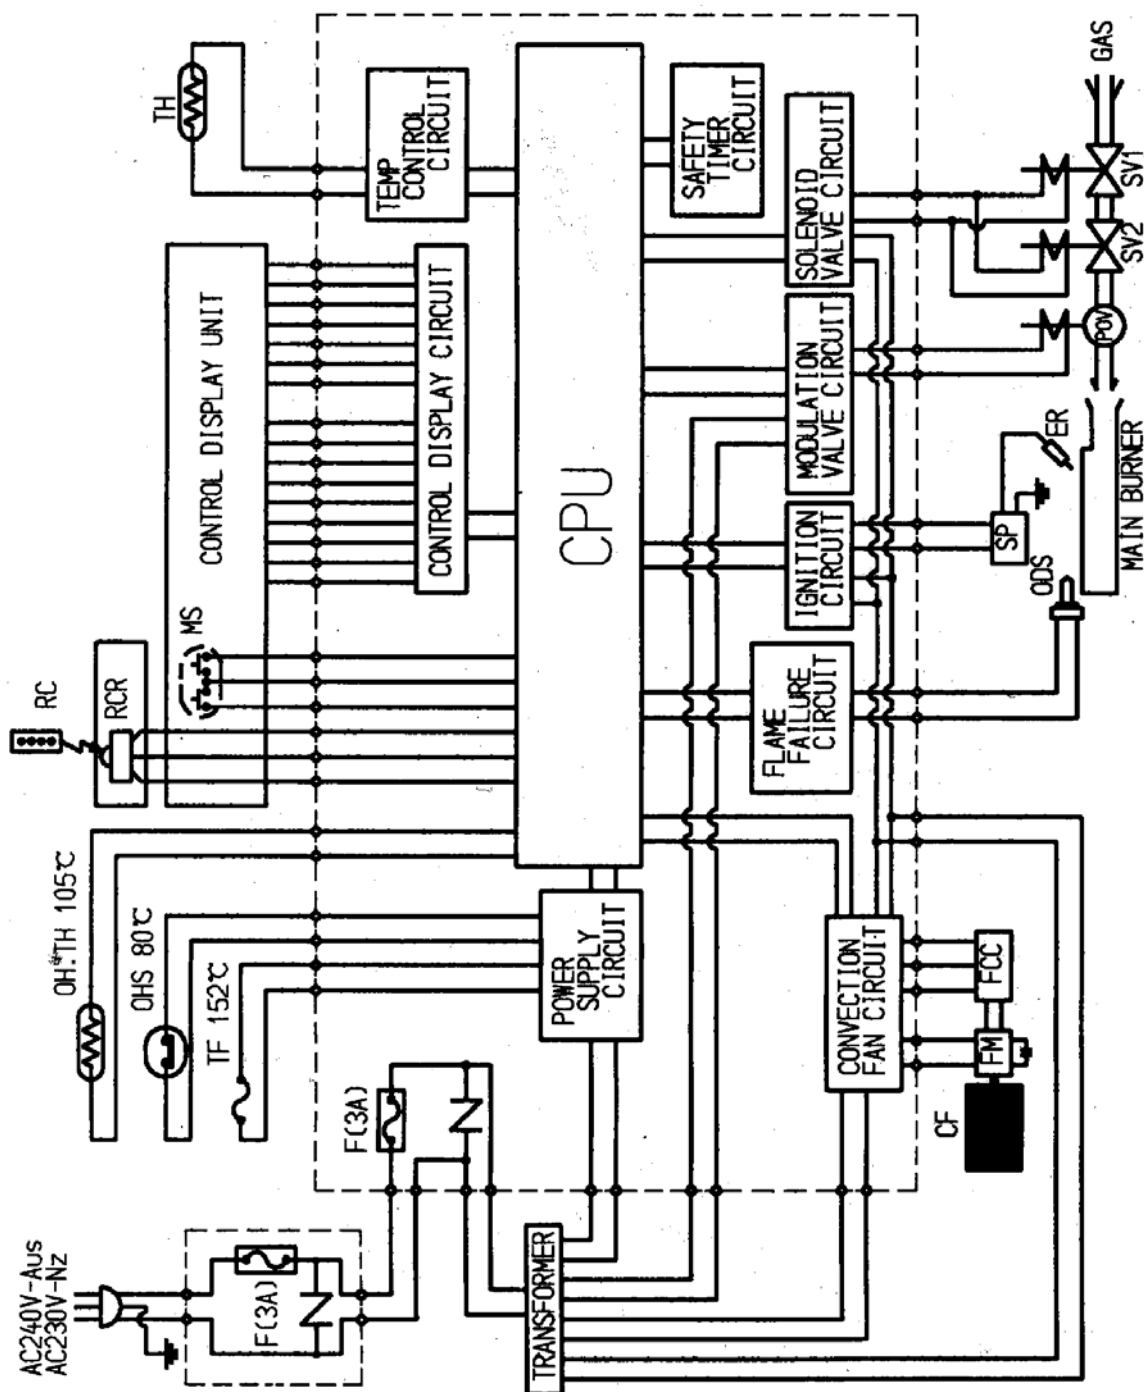 AC240V-Aus
AC230V-Nz
F(3A)
F(3A)
TRANSFORMER
OH.TH 105℃
OHS 80℃
TF 152℃
POWER
SUPPLY
CIRCUIT
RC
RCR
MS
CONTROL DISPLAY UNIT
CONTROL DISPLAY CIRCUIT
TH
TEMP
CONTROL
CIRCUIT
CPU
SAFETY
TIMER
CIRCUIT
SOLENOID
VALVE CIRCUIT
MODULATION
VALVE CIRCUIT
IGNITION
CIRCUIT
FLAME
FAILURE
CIRCUIT
CONVECTION
FAN CIRCUIT
FCC
FM
CF
SP
ER
ODS
MAIN BURNER
POV
SV2
SV1
GAS